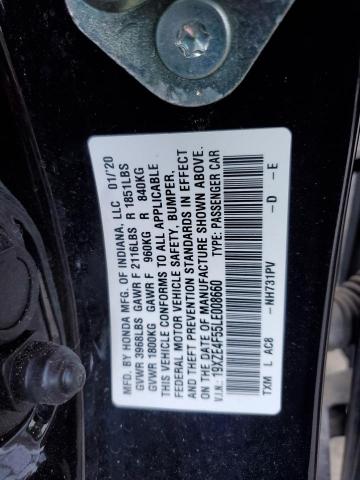 MFD. BY HONDA MFG. OF INDIANA, LLC 01/'20
GVWR 3968LBS GAWR F 2116LBS R 1851LBS
GVWR 1800KG GAWR F 960KG R 840KG
THIS VEHICLE CONFORMS TO ALL APPLICABLE
FEDERAL MOTOR VEHICLE SAFETY, BUMPER,
AND THEFT PREVENTION STANDARDS IN EFFECT
ON THE DATE OF MANUFACTURE SHOWN ABOVE.
V.I.N.: 19XZE4F55LE008660 TYPE: PASSENGER CAR
TXM L AC8 -NH731PV -D -E